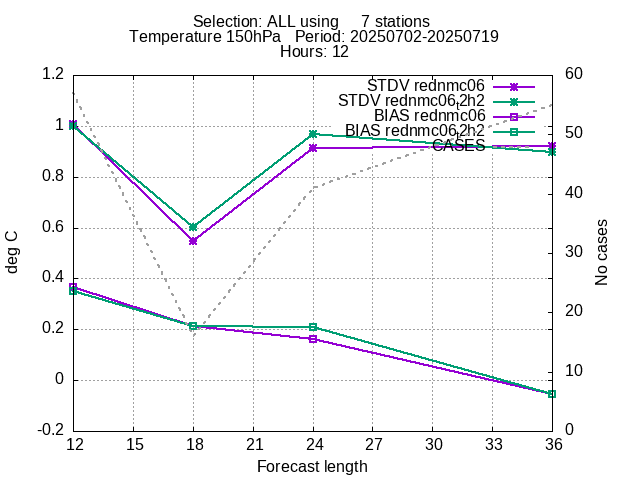 Selection: ALL using     7 stations
Temperature 150hPa   Period: 20250702-20250719
Hours: 12
STDV rednmc06
STDV rednmc06_t2h2
BIAS rednmc06
BIAS rednmc06_t2h2
CASES
1.2
1
0.8
0.6
0.4
0.2
0
-0.2
deg C
60
50
40
30
20
10
0
No cases
12 15 18 21 24 27 30 33 36
Forecast length